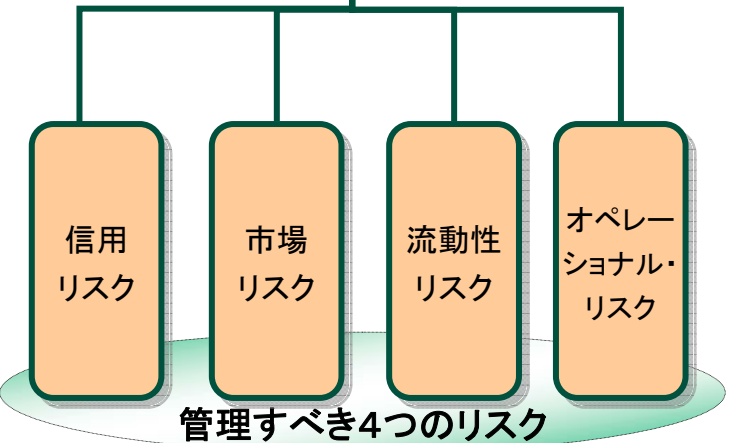 信用
リスク
市場
リスク
流動性
リスク
オペレー
ショナル・
リスク
管理すべき4つのリスク